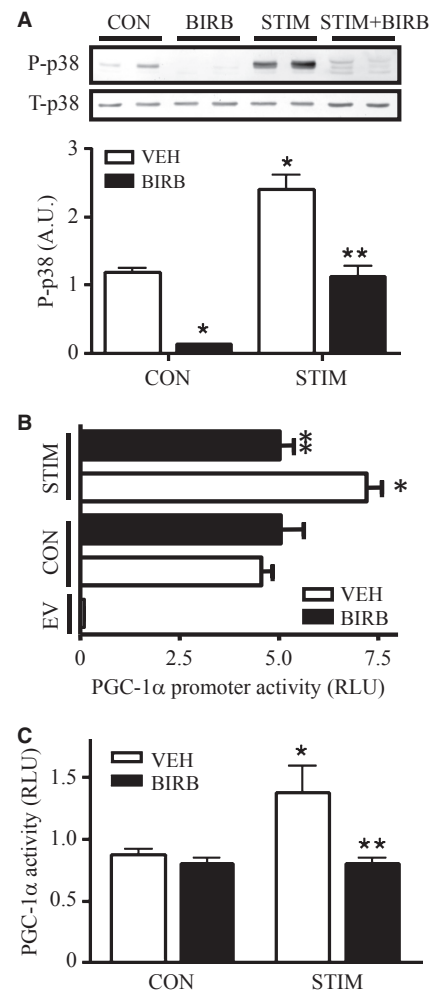 A
CON BIRB STIM STIM+BIRB
P-p38
T-p38
3
2
1
0
P-p38 (A.U.)
VEH
BIRB
*
*
**
CON STIM
B
STIM
CON
EV
**
*
VEH
BIRB
0 2.5 5.0 7.5
PGC-1α promoter activity (RLU)
C
PGC-1α activity (RLU)
1.5
1.0
0.5
0
VEH
BIRB
*
**
CON STIM